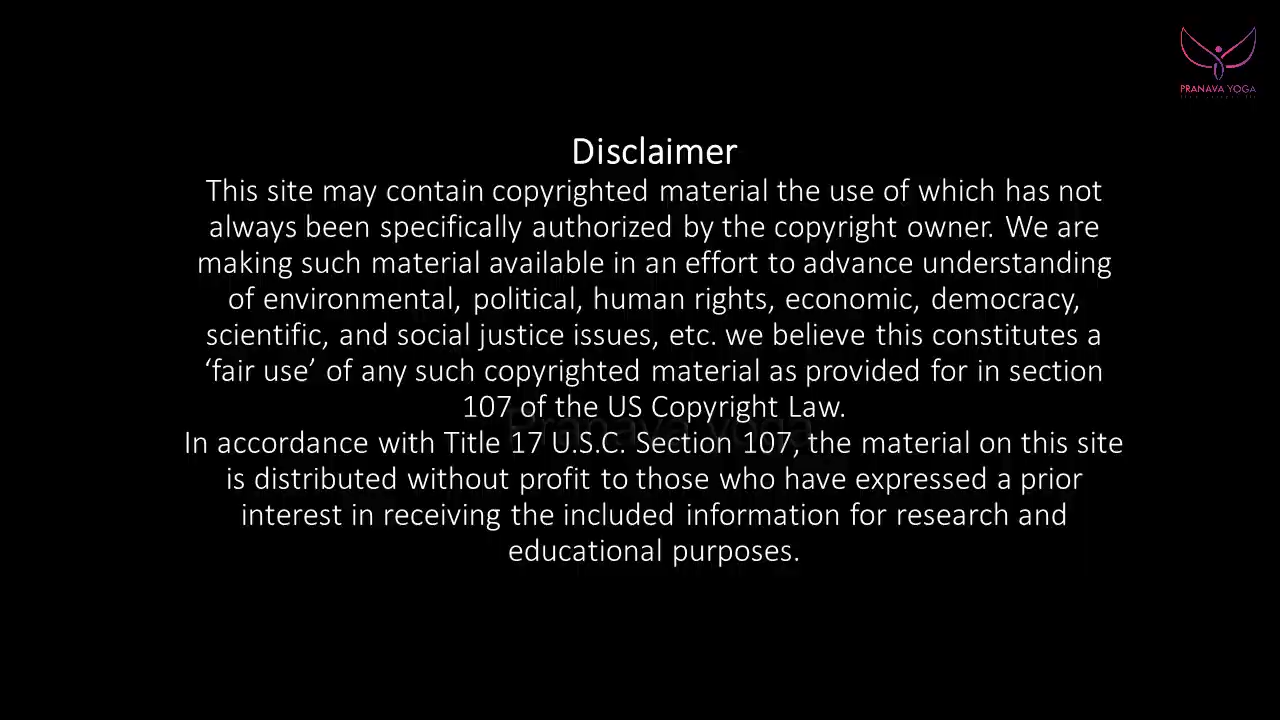 PRANAVA YOGA
Disclaimer
This site may contain copyrighted material the use of which has not
always been specifically authorized by the copyright owner. We are
making such material available in an effort to advance understanding
of environmental, political, human rights, economic, democracy,
scientific, and social justice issues, etc. we believe this constitutes a
‘fair use’ of any such copyrighted material as provided for in section
107 of the US Copyright Law.
Pranava yoga
In accordance with Title 17 U.S.C. Section 107, the material on this site
is distributed without profit to those who have expressed a prior
interest in receiving the included information for research and
educational purposes.